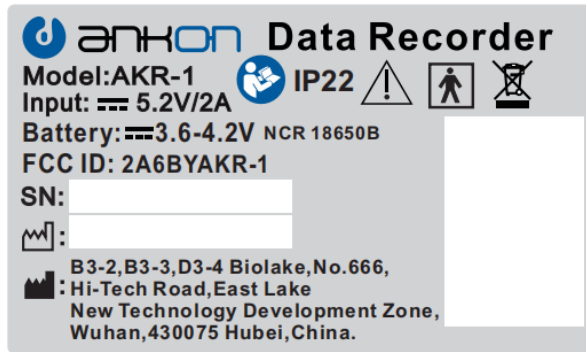 ankon Data Recorder
Model:AKR-1 IP22
Input: 5.2V/2A
Battery: 3.6-4.2V NCR 18650B
FCC ID: 2A6BYAKR-1
SN:
:
: B3-2,B3-3,D3-4 Biolake,No.666,
Hi-Tech Road,East Lake
New Technology Development Zone,
Wuhan,430075 Hubei,China.